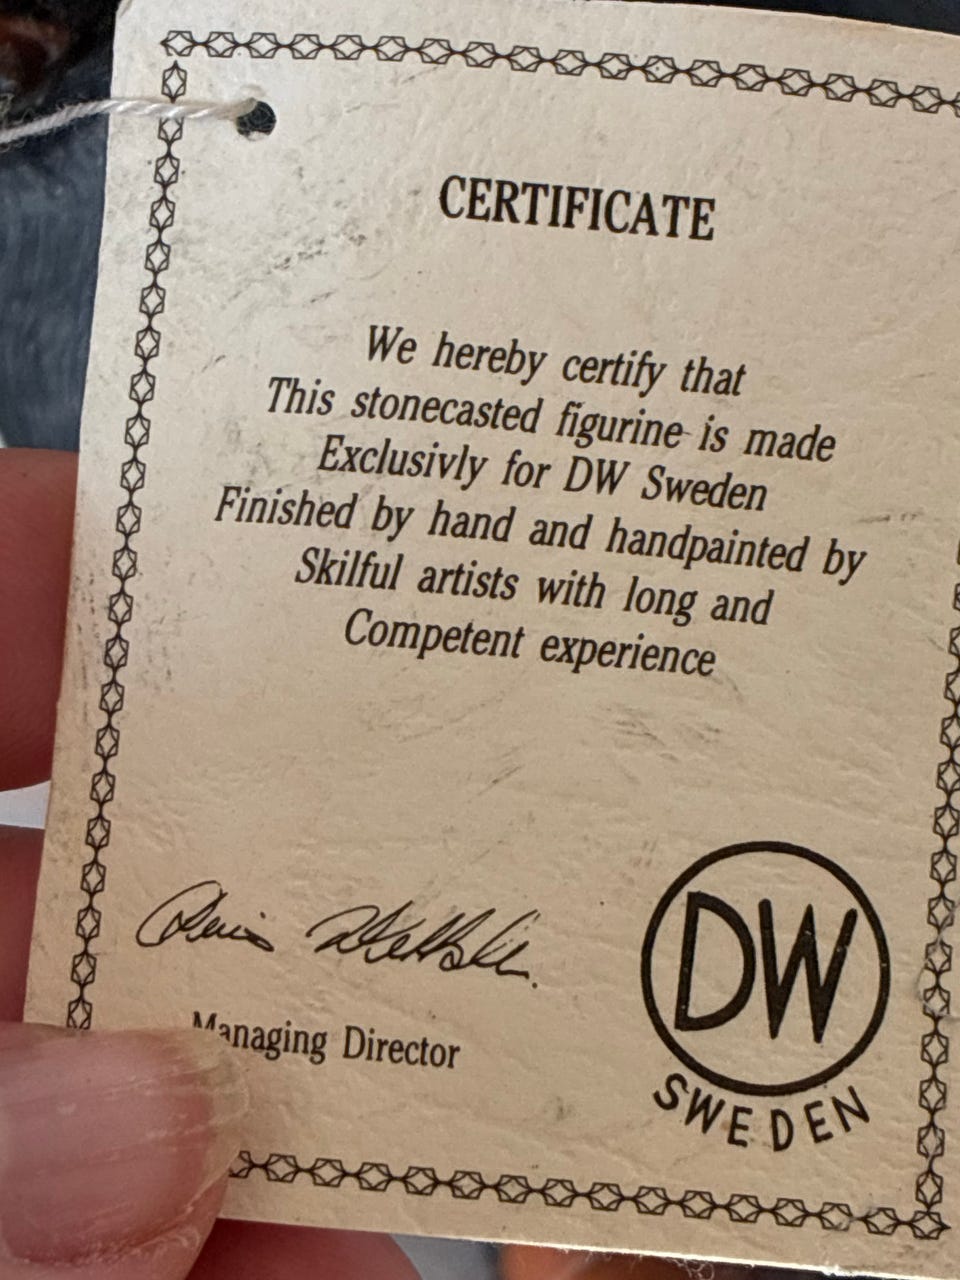 CERTIFICATE
We hereby certify that
This stonecasted figurine is made
Exclusivly for DW Sweden
Finished by hand and handpainted by
Skilful artists with long and
Competent experience
Managing Director
DW
SWEDEN